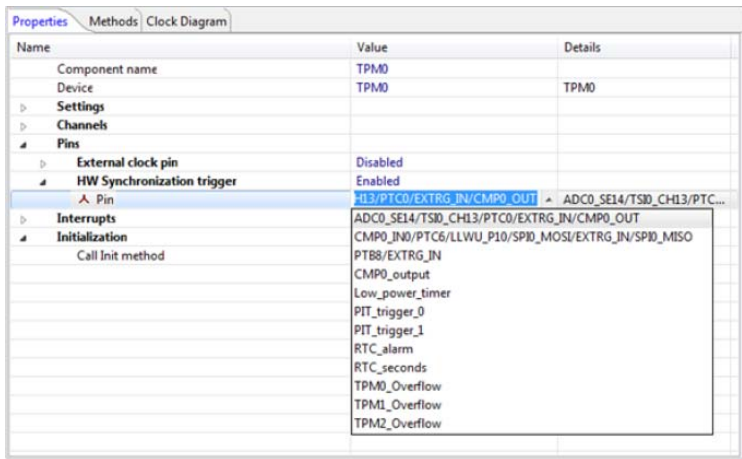 Properties Methods Clock Diagram
Name Value Details
Component name TPM0
Device TPM0 TPM0
Settings
Channels
Pins
External clock pin Disabled
HW Synchronization trigger Enabled
Pin H13/PTC0/EXTRG_IN/CMP0_OUT ADC0_SE14/TSI0_CH13/PTC...
Interrupts
Initialization
Call Init method
ADC0_SE14/TSI0_CH13/PTC0/EXTRG_IN/CMP0_OUT
CMP0_IN0/PTC6/LLWU_P10/SPI0_MOSI/EXTRG_IN/SPI0_MISO
PTB8/EXTRG_IN
CMP0_output
Low_power_timer
PIT_trigger_0
PIT_trigger_1
RTC_alarm
RTC_seconds
TPM0_Overflow
TPM1_Overflow
TPM2_Overflow